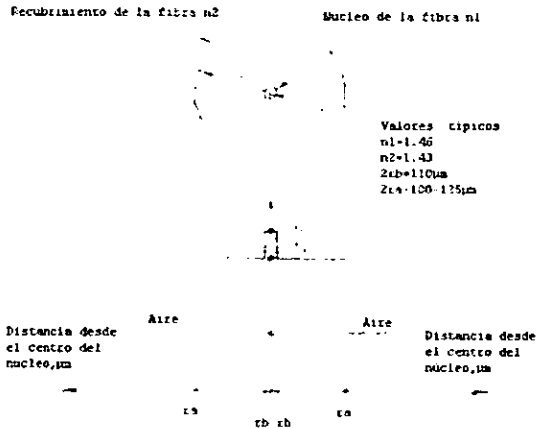 Recubrimiento de la fibra n2
Nucleo de la fibra n1
Valores tipicos
n1=1.46
n2=1.43
2rb=110µm
2ra=100-125µm
Aire
Aire
Distancia desde
el centro del
nucleo,µm
Distancia desde
el centro del
núcleo,µm
ra
rb rb
ra